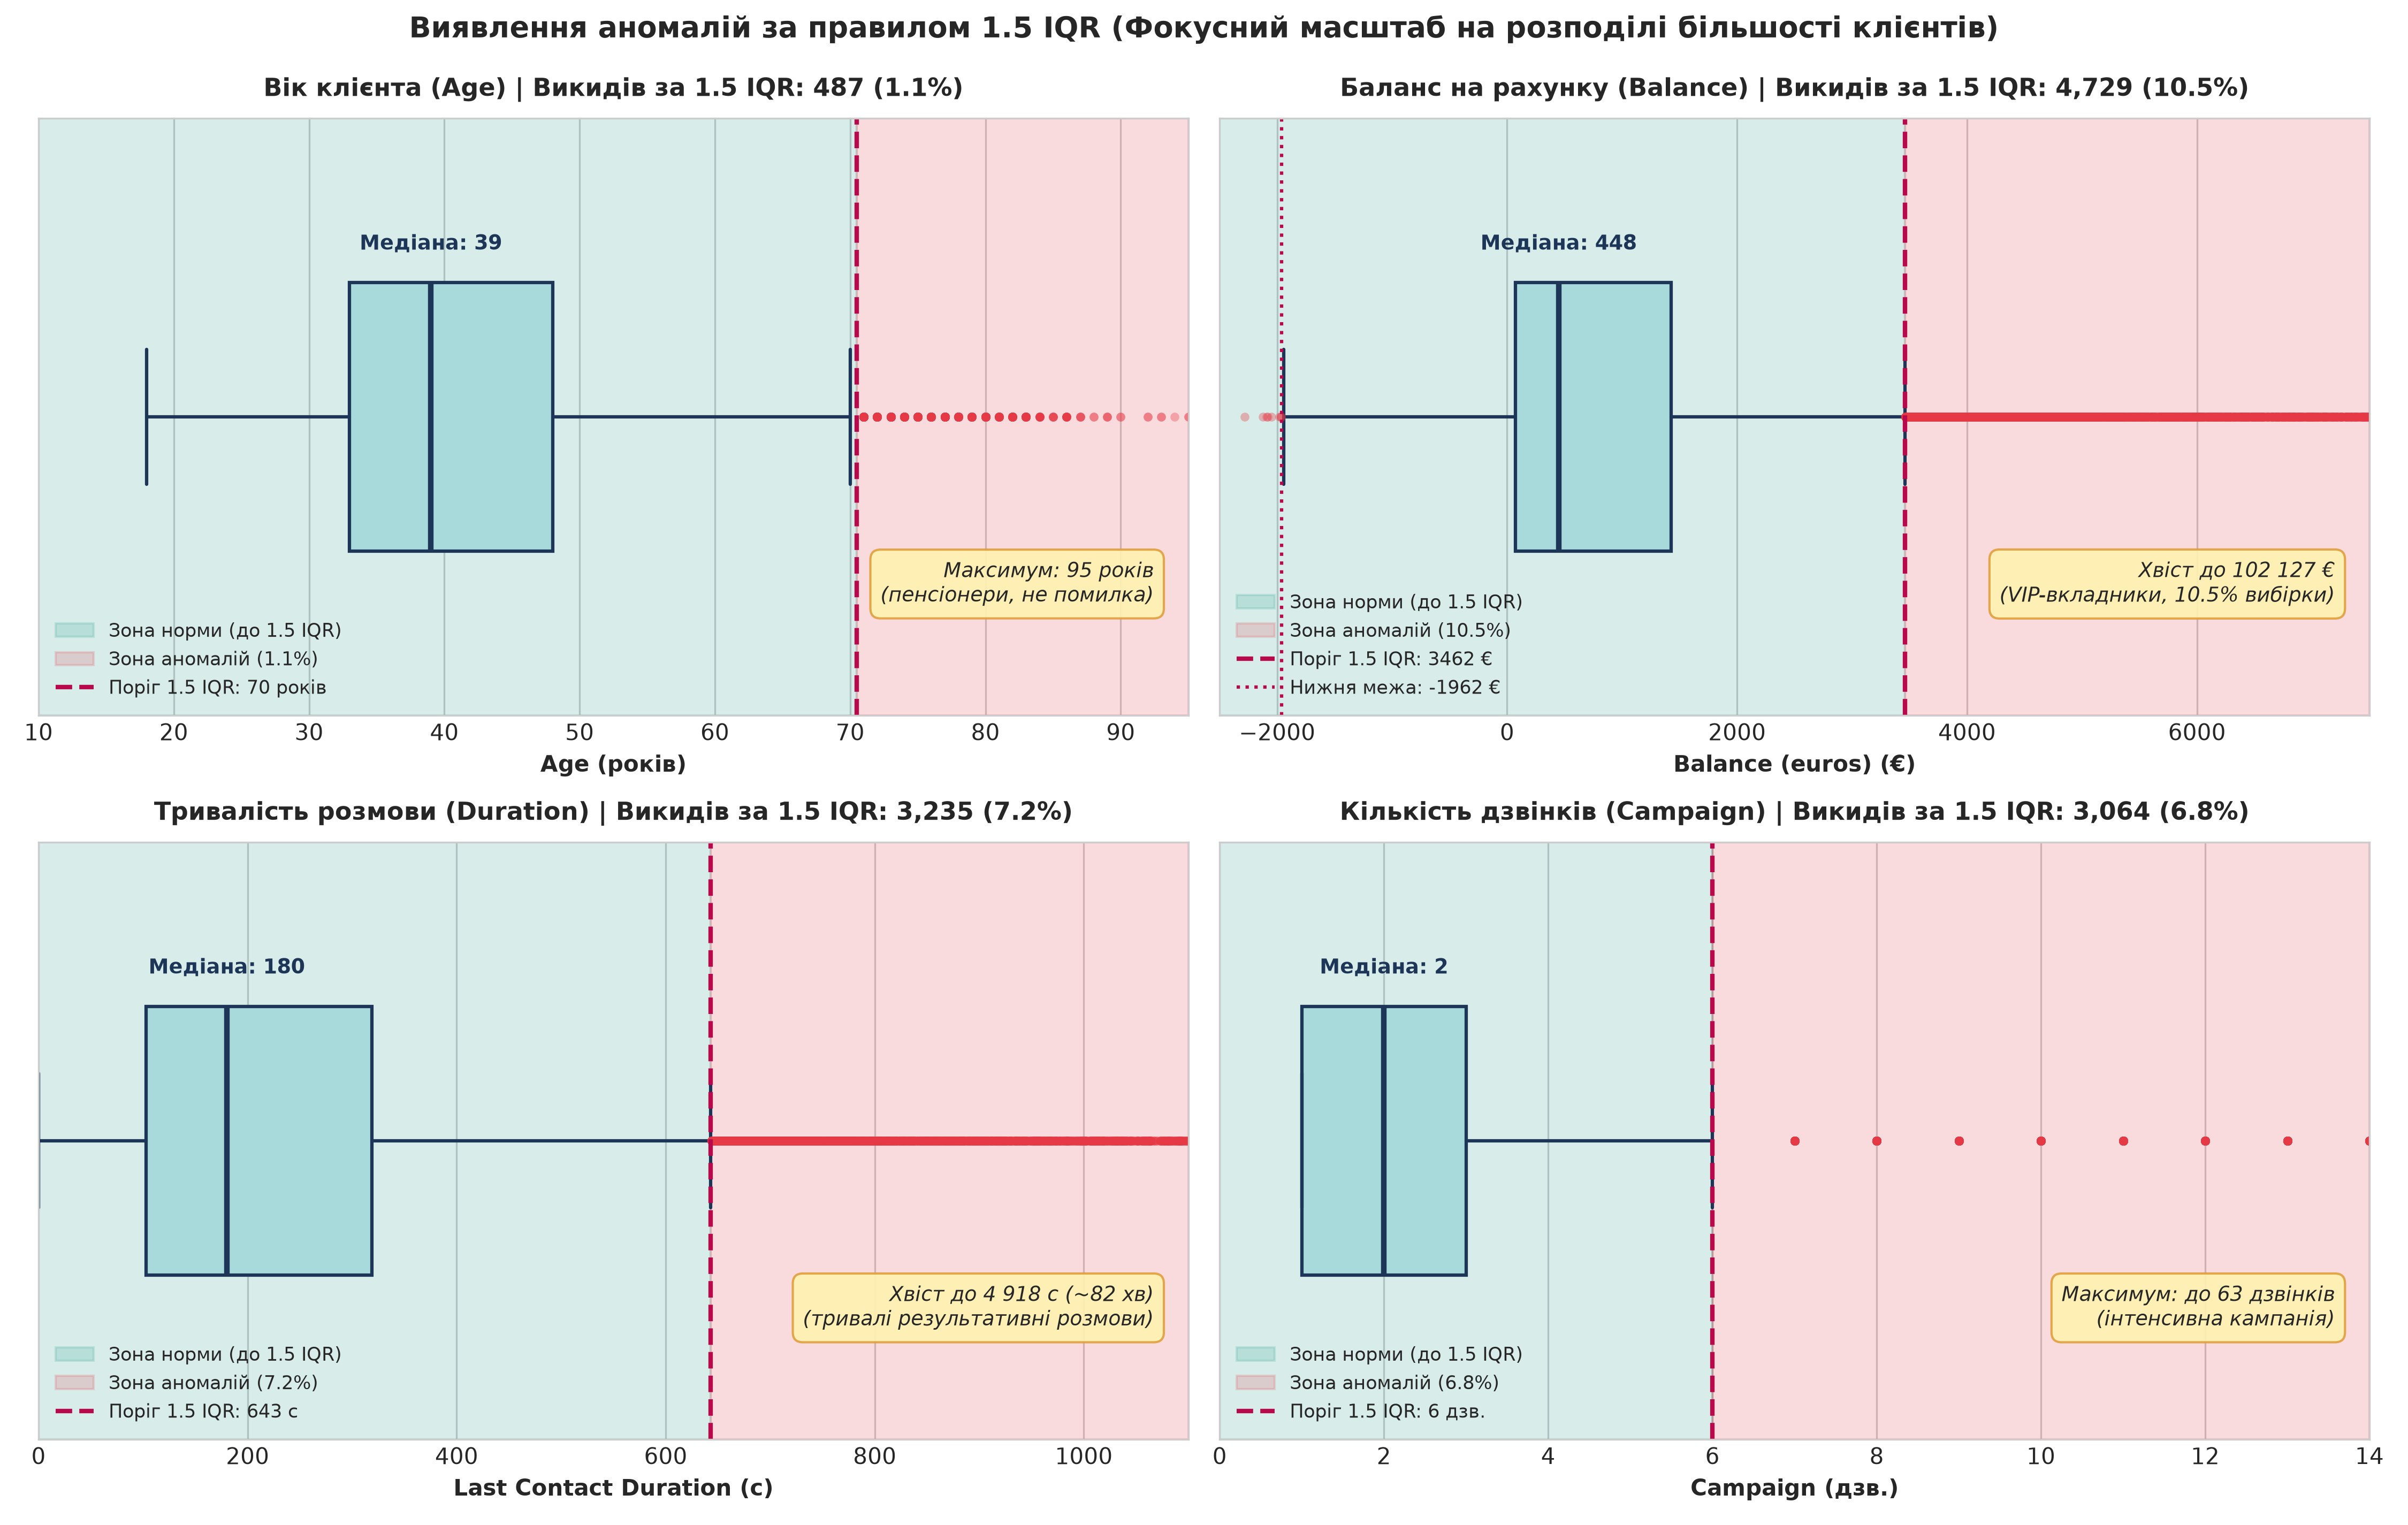 Виявлення аномалій за правилом 1.5 IQR (Фокусний масштаб на розподілі більшості клієнтів)
Вік клієнта (Age) | Викидів за 1.5 IQR: 487 (1.1%)
Медіана: 39
Максимум: 95 років
(пенсіонери, не помилка)
Зона норми (до 1.5 IQR)
Зона аномалій (1.1%)
Поріг 1.5 IQR: 70 років
10 20 30 40 50 60 70 80 90
Age (років)
Баланс на рахунку (Balance) | Викидів за 1.5 IQR: 4,729 (10.5%)
Медіана: 448
Хвіст до 102 127 €
(VIP-вкладники, 10.5% вибірки)
Зона норми (до 1.5 IQR)
Зона аномалій (10.5%)
Поріг 1.5 IQR: 3462 €
Нижня межа: -1962 €
−2000 0 2000 4000 6000
Balance (euros) (€)
Тривалість розмови (Duration) | Викидів за 1.5 IQR: 3,235 (7.2%)
Медіана: 180
Хвіст до 4 918 с (~82 хв)
(тривалі результативні розмови)
Зона норми (до 1.5 IQR)
Зона аномалій (7.2%)
Поріг 1.5 IQR: 643 с
0 200 400 600 800 1000
Last Contact Duration (с)
Кількість дзвінків (Campaign) | Викидів за 1.5 IQR: 3,064 (6.8%)
Медіана: 2
Максимум: до 63 дзвінків
(інтенсивна кампанія)
Зона норми (до 1.5 IQR)
Зона аномалій (6.8%)
Поріг 1.5 IQR: 6 дзв.
0 2 4 6 8 10 12 14
Campaign (дзв.)